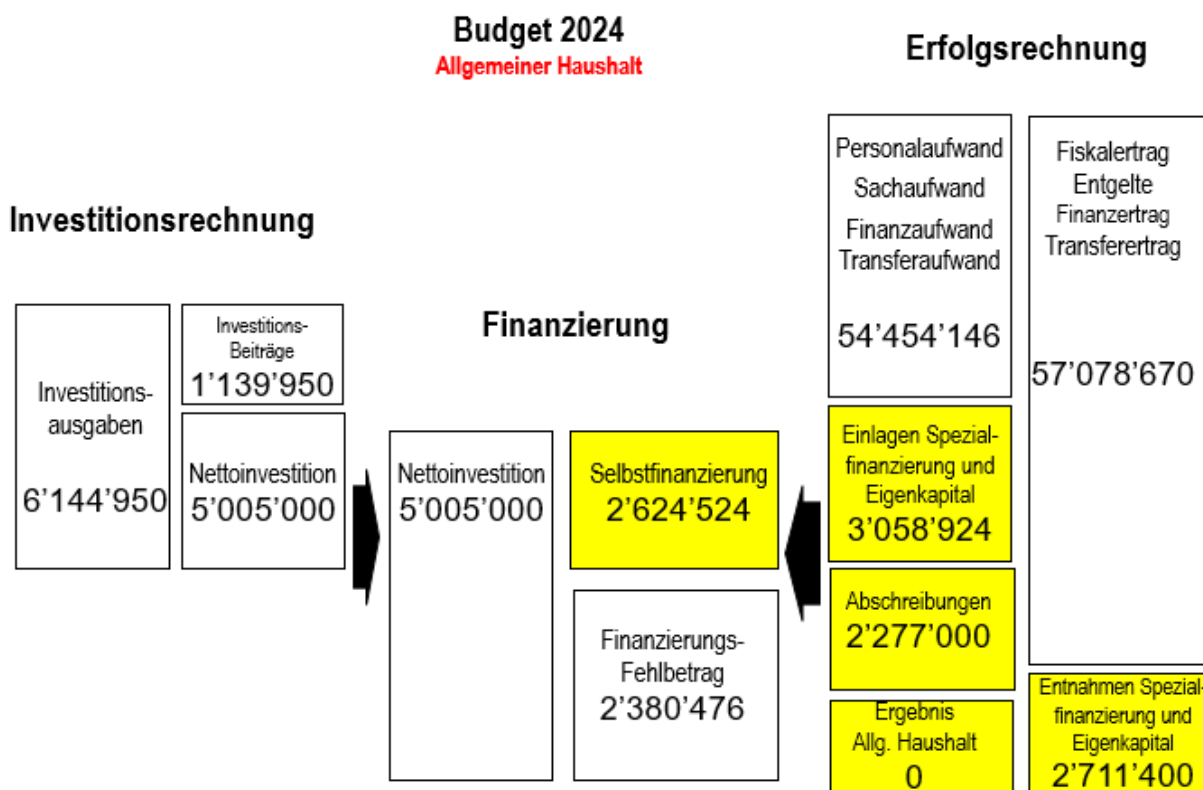 Budget 2024
Allgemeiner Haushalt
Erfolgsrechnung
Investitionsrechnung
Investitions-
ausgaben
6’144’950
Investitions-
Beiträge
1’139’950
Nettoinvestition
5’005’000
Finanzierung
Nettoinvestition
5’005’000
Selbstfinanzierung
2’624’524
Finanzierungs-
Fehlbetrag
2’380’476
Personalaufwand
Sachaufwand
Finanzaufwand
Transferaufwand
54’454’146
Einlagen Spezial-
finanzierung und
Eigenkapital
3’058’924
Abschreibungen
2’277’000
Ergebnis
Allg. Haushalt
0
Fiskalertrag
Entgelte
Finanzertrag
Transferertrag
57’078’670
Entnahmen Spezial-
finanzierung und
Eigenkapital
2’711’400